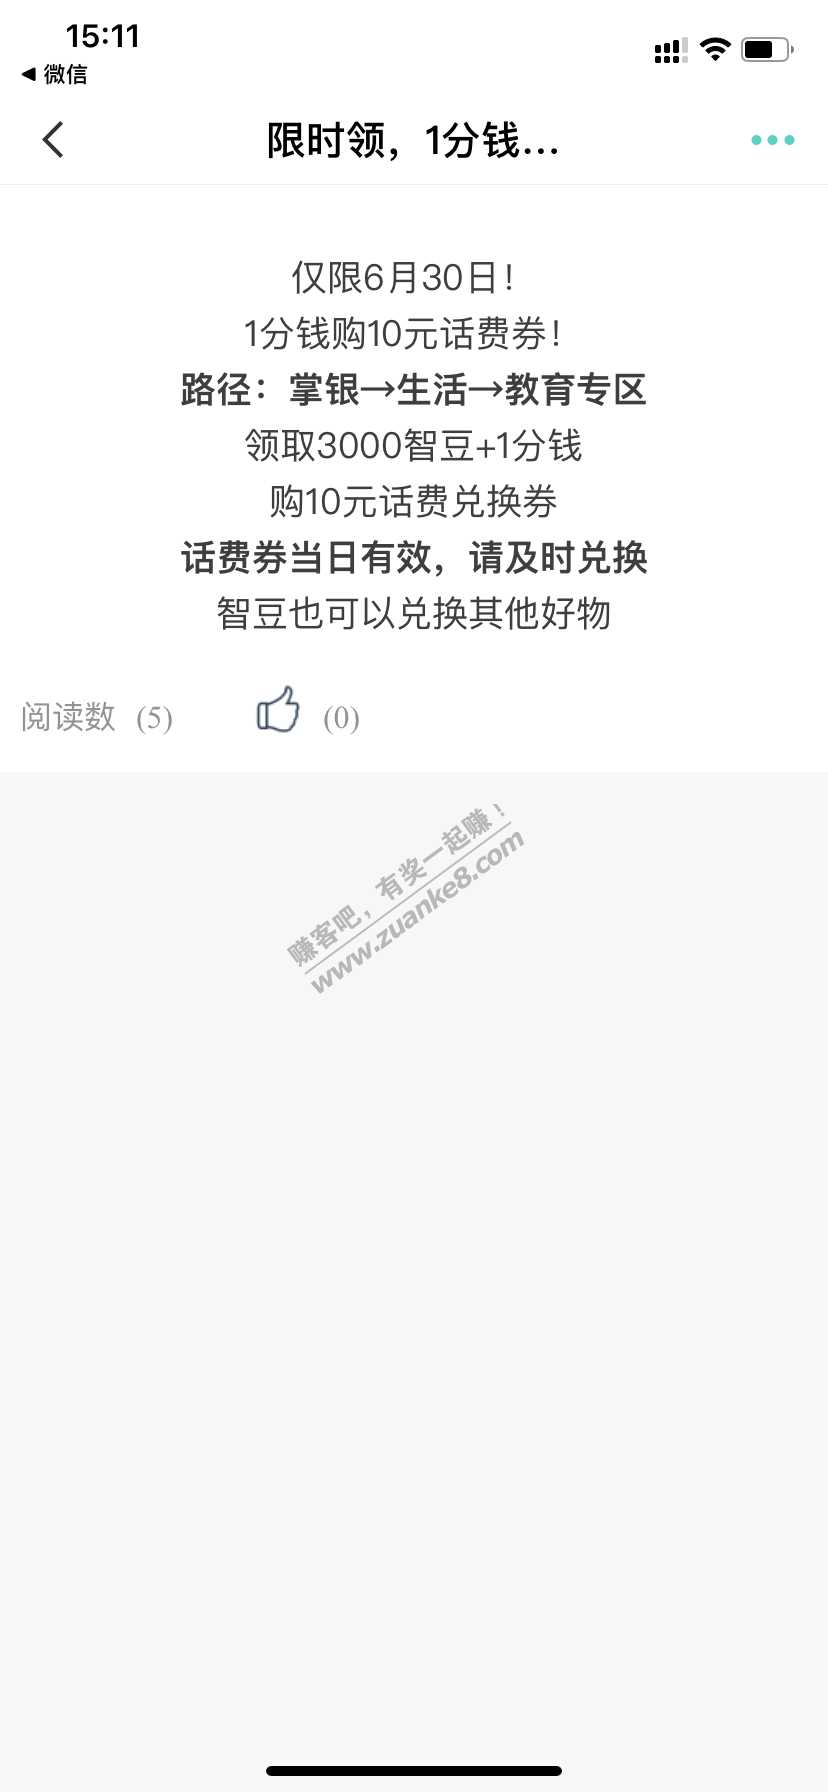 15:11
◀ 微信
限时领，1分钱...
仅限6月30日！
1分钱购10元话费券！
路径：掌银→生活→教育专区
领取3000智豆+1分钱
购10元话费兑换券
话费券当日有效，请及时兑换
智豆也可以兑换其他好物
阅读数 (5) (0)
赚客吧，有奖一起赚！
www.zuanke8.com